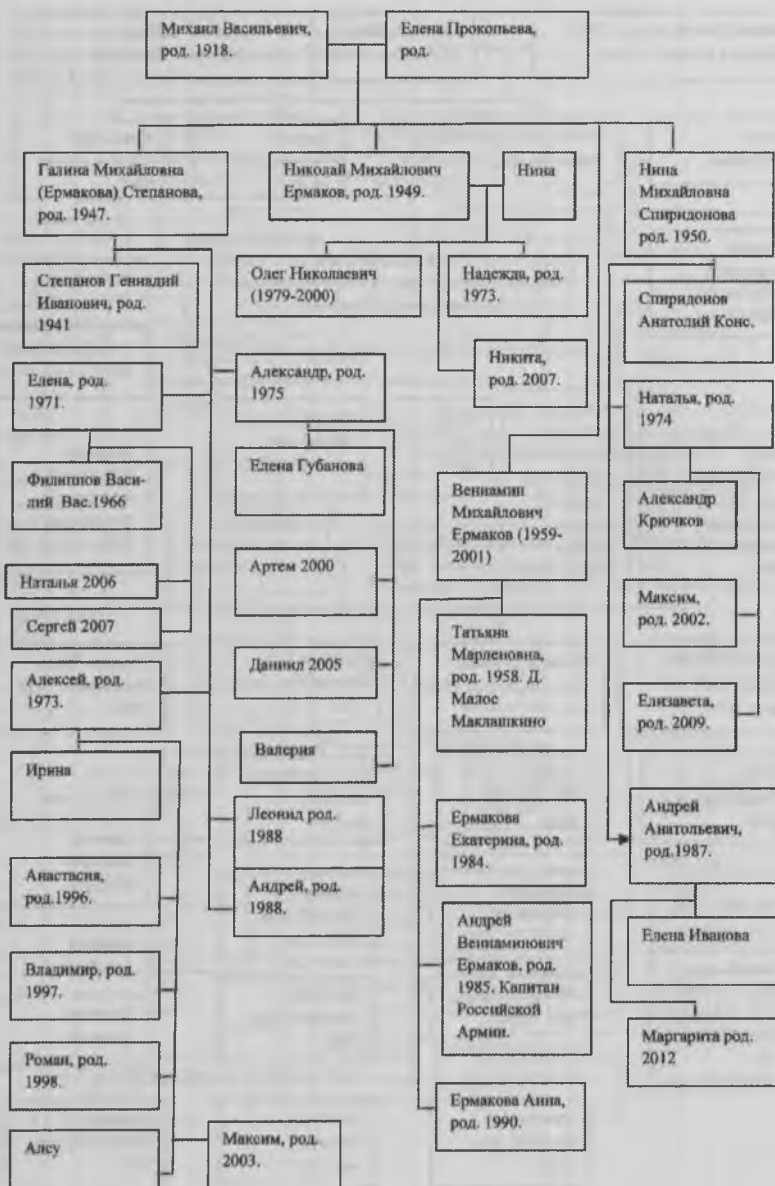 Михаил Васильевич,
род. 1918.
Елена Прокопьева,
род.
Галина Михайловна
(Ермакова) Степанова,
род. 1947.
Николай Михайлович
Ермаков, род. 1949.
Нина
Нина
Михайловна
Спиридонова
род. 1950.
Степанов Геннадий
Иванович, род.
1941
Олег Николаевич
(1979-2000)
Надежда, род.
1973.
Спиридонов
Анатолий Конс.
Никита,
род. 2007.
Елена, род.
1971.
Александр, род.
1975
Наталья, род.
1974
Филиппов Васи-
лий Вас.1966
Елена Губанова
Вениамин
Михайлович
Ермаков (1959-
2001)
Александр
Крючков
Наталья 2006
Артем 2000
Сергей 2007
Максим,
род. 2002.
Татьяна
Марленовна,
род. 1958. Д.
Малое
Маклашкино
Алексей, род.
1973.
Даниил 2005
Елизавета,
род. 2009.
Ирина
Валерия
Леонид род.
1988
Ермакова
Екатерина, род.
1984.
Андрей
Анатольевич,
род.1987.
Анастасия,
род.1996.
Андрей, род.
1988.
Андрей
Вениаминович
Ермаков, род.
1985. Капитан
Российской
Армии.
Елена Иванова
Владимир, род.
1997.
Маргарита род.
2012
Роман, род.
1998.
Ермакова Анна,
род. 1990.
Алсу
Максим, род.
2003.